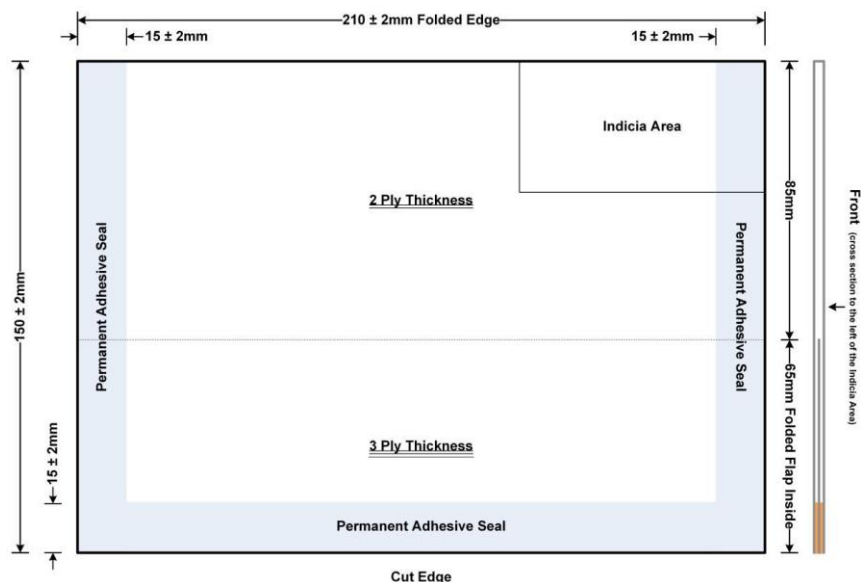 210 ± 2mm Folded Edge
15 ± 2mm
15 ± 2mm
Indicia Area
2 Ply Thickness
Permanent Adhesive Seal
Permanent Adhesive Seal
150 ± 2mm
85mm
Front (cross section to the left of the Indicia Area)
65mm Folded Flap Inside
3 Ply Thickness
15 ± 2mm
Permanent Adhesive Seal
Cut Edge